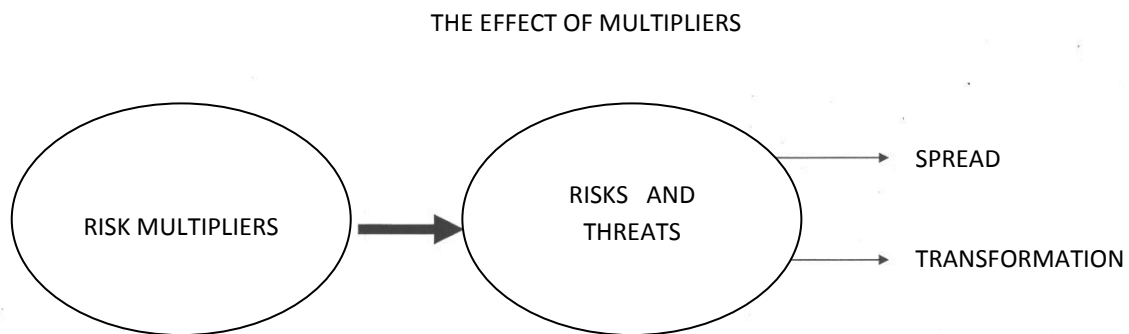 THE EFFECT OF MULTIPLIERS
RISK MULTIPLIERS
RISKS AND
THREATS
SPREAD
TRANSFORMATION